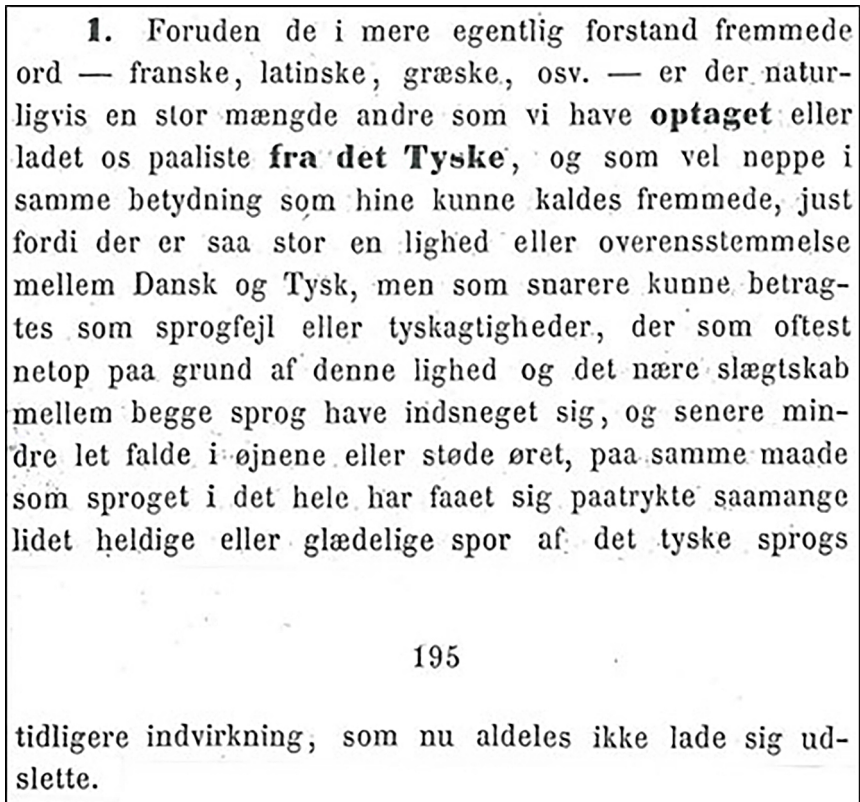 1. Foruden de i mere egentlig forstand fremmede
ord — franske, latinske, græske, osv. — er der natur-
ligvis en stor mængde andre som vi have optaget eller
ladet os paaliste fra det Tyske, og som vel neppe i
samme betydning som hine kunne kaldes fremmede, just
fordi der er saa stor en lighed eller overensstemmelse
mellem Dansk og Tysk, men som snarere kunne betrag-
tes som sprogfejl eller tyskagtigheder, der som oftest
netop paa grund af denne lighed og det nære slægtskab
mellem begge sprog have indsneget sig, og senere min-
dre let falde i øjnene eller støde øret, paa samme maade
som sproget i det hele har faaet sig paatrykte saamange
lidet heldige eller glædelige spor af det tyske sprogs
195
tidligere indvirkning, som nu aldeles ikke lade sig ud-
slette.